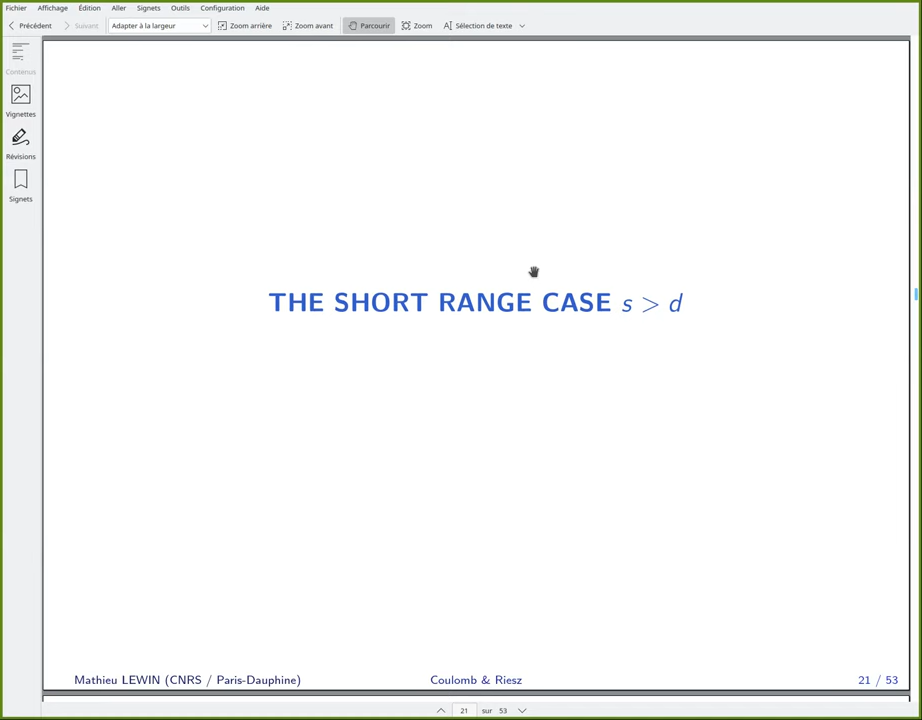 Fichier Affichage Édition Aller Signets Outils Configuration Aide
Précédent Suivant Adapter à la largeur Zoom arrière Zoom avant Parcourir Zoom Sélection de texte
Contenus
Vignettes
Révisions
Signets
THE SHORT RANGE CASE s > d
Mathieu LEWIN (CNRS / Paris-Dauphine) Coulomb & Riesz 21 / 53
21 sur 53